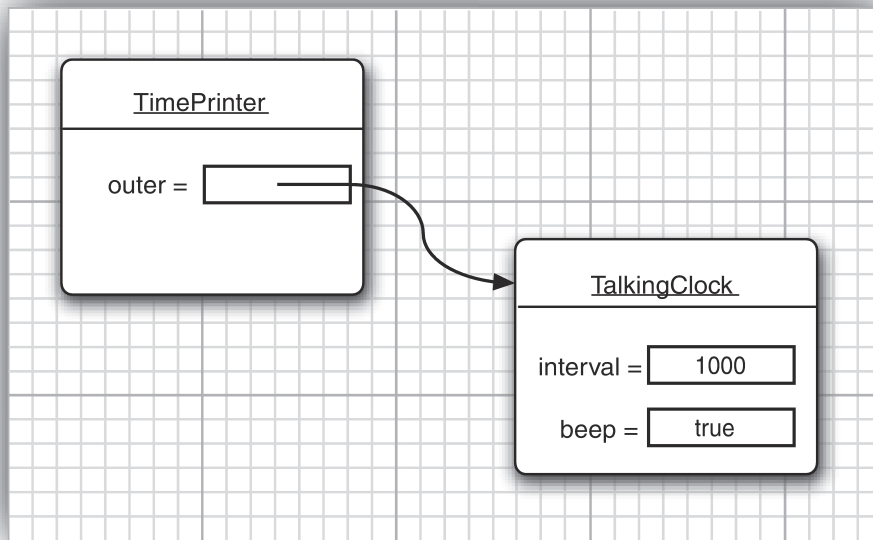 TimePrinter
outer =
TalkingClock
interval = 1000
beep = true